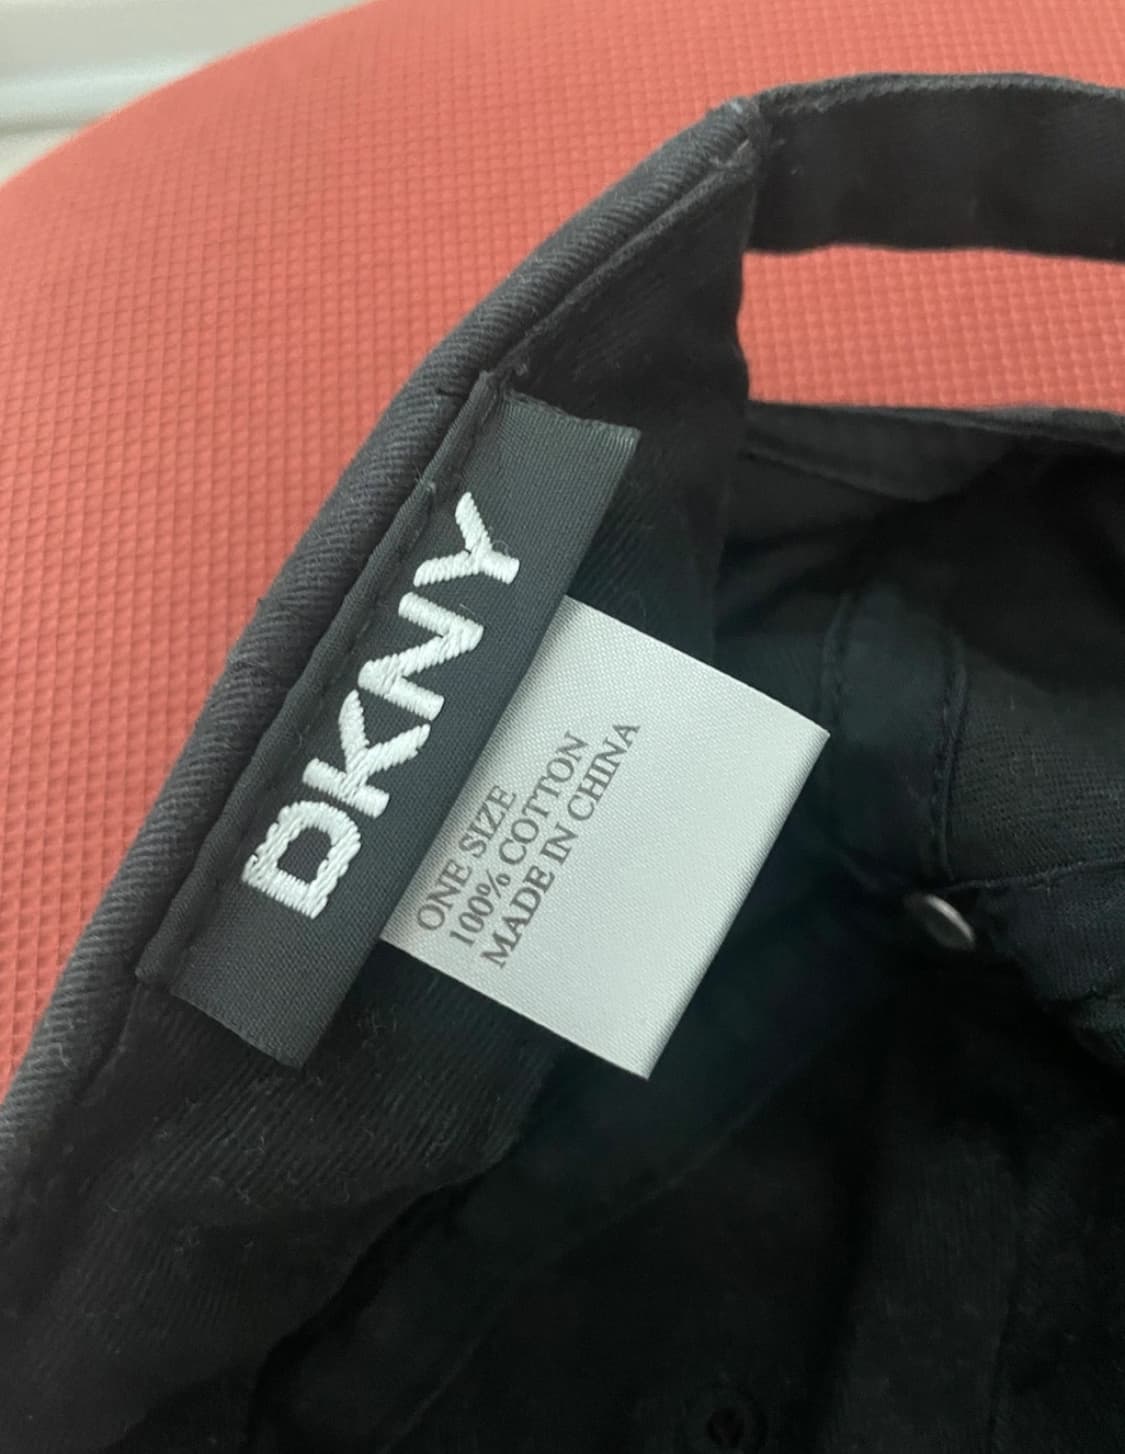 DKNY
ONE SIZE
100% COTTON
MADE IN CHINA